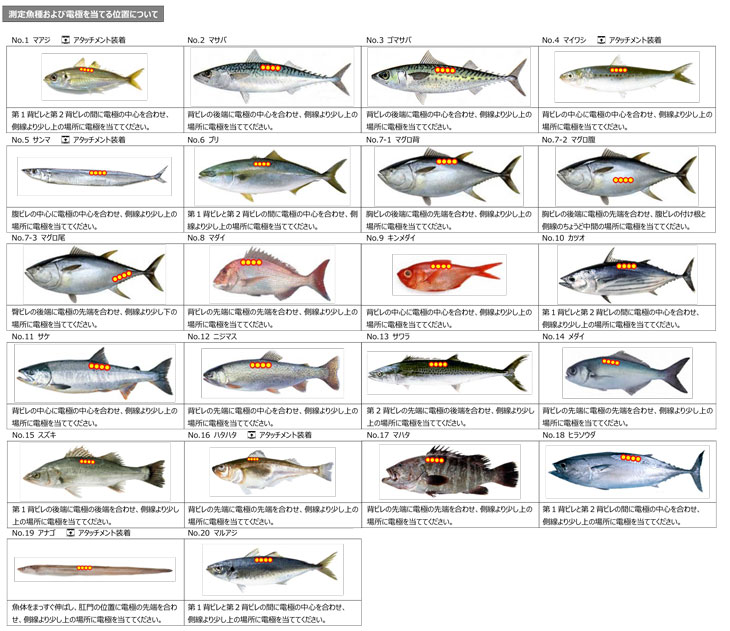 測定魚種および電極を当てる位置について
No.1 マアジ アタッチメント装着
No.2 マサバ
No.3 ゴマサバ
No.4 マイワシ アタッチメント装着
第1背ビレと第2背ビレの間に電極の中心を合わせ、
側線より少し上の場所に電極を当ててください。
背ビレの後端に電極の中心を合わせ、側線より少し上の
場所に電極を当ててください。
背ビレの後端に電極の中心を合わせ、側線より少し上の
場所に電極を当ててください。
背ビレの中心に電極の中心を合わせ、側線より少し上の
場所に電極を当ててください。
No.5 サンマ アタッチメント装着
No.6 ブリ
No.7-1 マグロ背
No.7-2 マグロ腹
腹ビレの中心に電極の中心を合わせ、側線より少し上の
場所に電極を当ててください。
第1背ビレと第2背ビレの間に電極の中心を合わせ、側
線より少し上の場所に電極を当ててください。
胸ビレの後端に電極の先端を合わせ、側線より少し上の
場所に電極を当ててください。
胸ビレの後端に電極の先端を合わせ、腹ビレの付け根と
側線のちょうど中間の場所に電極を当ててください。
No.7-3 マグロ尾
No.8 マダイ
No.9 キンメダイ
No.10 カツオ
臀ビレの後端に電極の先端を合わせ、側線より少し下の
場所に電極を当ててください。
背ビレの先端に電極の先端を合わせ、側線より少し上の
場所に電極を当ててください。
背ビレの中心に電極の中心を合わせ、側線より少し上の
場所に電極を当ててください。
第1背ビレと第2背ビレの間に電極の中心を合わせ、
側線より少し上の場所に電極を当ててください。
No.11 サケ
No.12 ニジマス
No.13 サワラ
No.14 メダイ
背ビレの中心に電極の中心を合わせ、側線より少し上の
場所に電極を当ててください。
背ビレの中心に電極の中心を合わせ、側線より少し上の
場所に電極を当ててください。
第2背ビレの先端に電極の後端を合わせ、側線より少し
上の場所に電極を当ててください。
背ビレの先端に電極の先端を合わせ、側線より少し上の
場所に電極を当ててください。
No.15 スズキ
No.16 ハタハタ アタッチメント装着
No.17 マハタ
No.18 ヒラソウダ
第1背ビレの後端に電極の後端を合わせ、側線より少し
上の場所に電極を当ててください。
背ビレの先端に電極の先端を合わせ、側線より少し上の
場所に電極を当ててください。
背ビレの先端に電極の先端を合わせ、側線より少し上の
場所に電極を当ててください。
第1背ビレと第2背ビレの間に電極の中心を合わせ、
側線より少し上の場所に電極を当ててください。
No.19 アナゴ アタッチメント装着
No.20 マルアジ
魚体をまっすぐ伸ばし、肛門の位置に電極の先端を合わ
せ、側線より少し上の場所に電極を当ててください。
第1背ビレと第2背ビレの間に電極の中心を合わせ、
側線より少し上の場所に電極を当ててください。